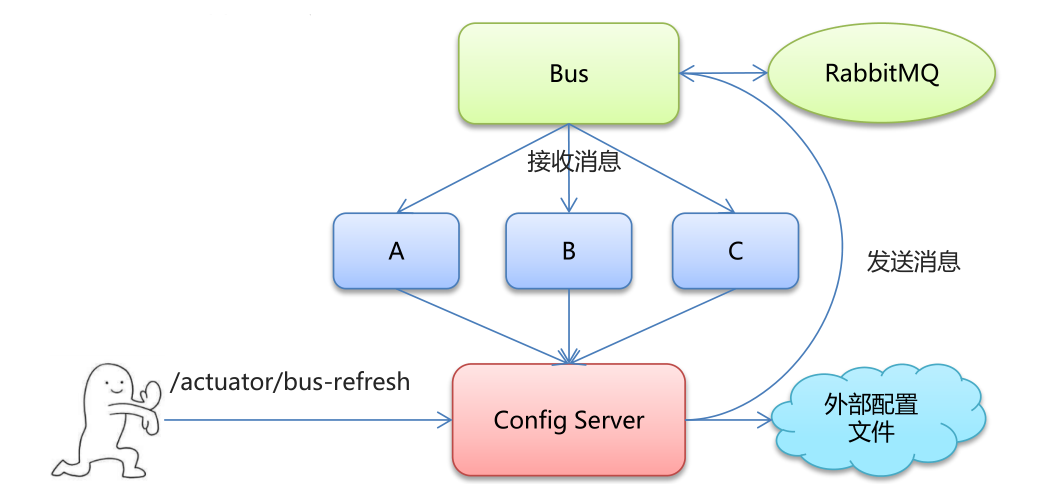 Bus
RabbitMQ
接收消息
A
B
C
发送消息
/actuator/bus-refresh
Config Server
外部配置
文件